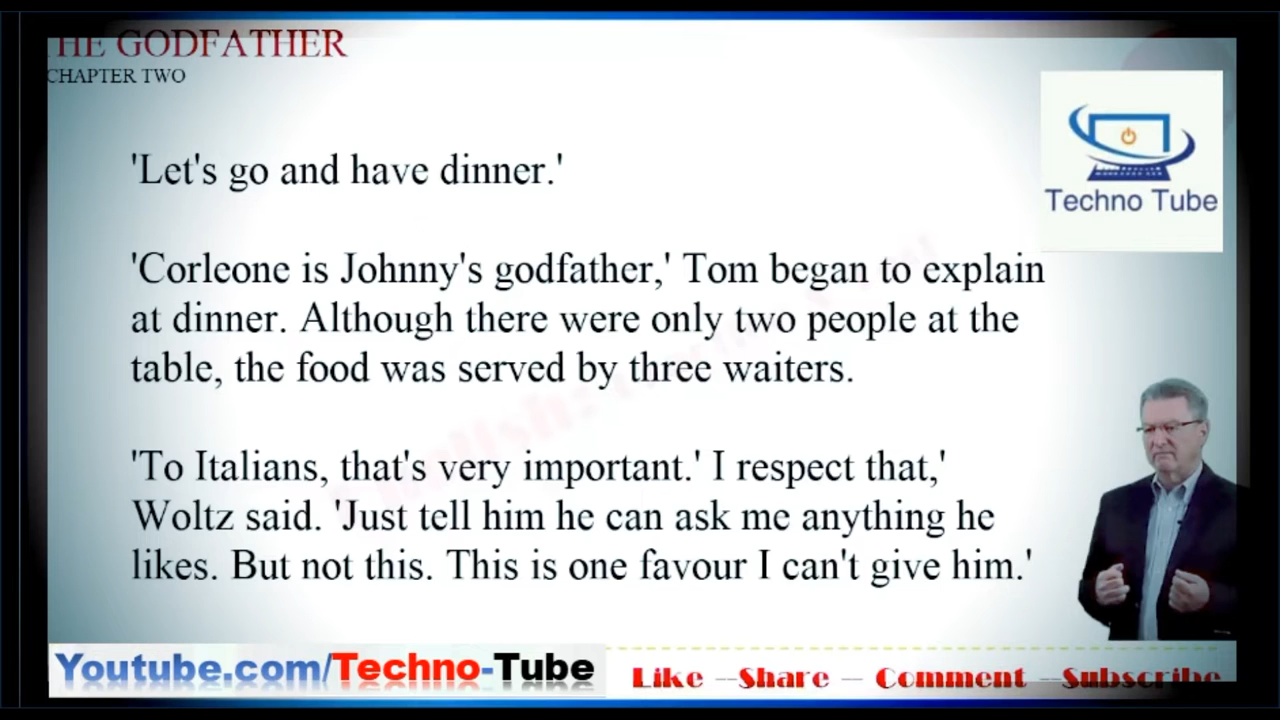 THE GODFATHER
CHAPTER TWO
Techno Tube
'Let's go and have dinner.'
'Corleone is Johnny's godfather,' Tom began to explain
at dinner. Although there were only two people at the
table, the food was served by three waiters.
'To Italians, that's very important.' I respect that,'
Woltz said. 'Just tell him he can ask me anything he
likes. But not this. This is one favour I can't give him.'
Youtube.com/Techno-Tube
Like --Share -- Comment --Subscribe